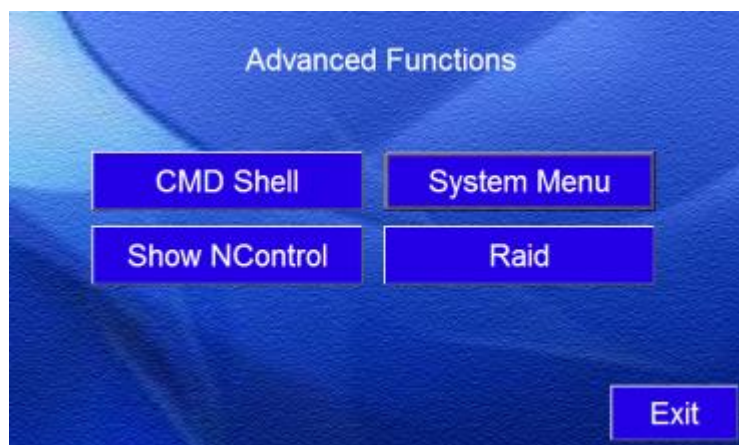 Advanced Functions
CMD Shell
System Menu
Show NControl
Raid
Exit